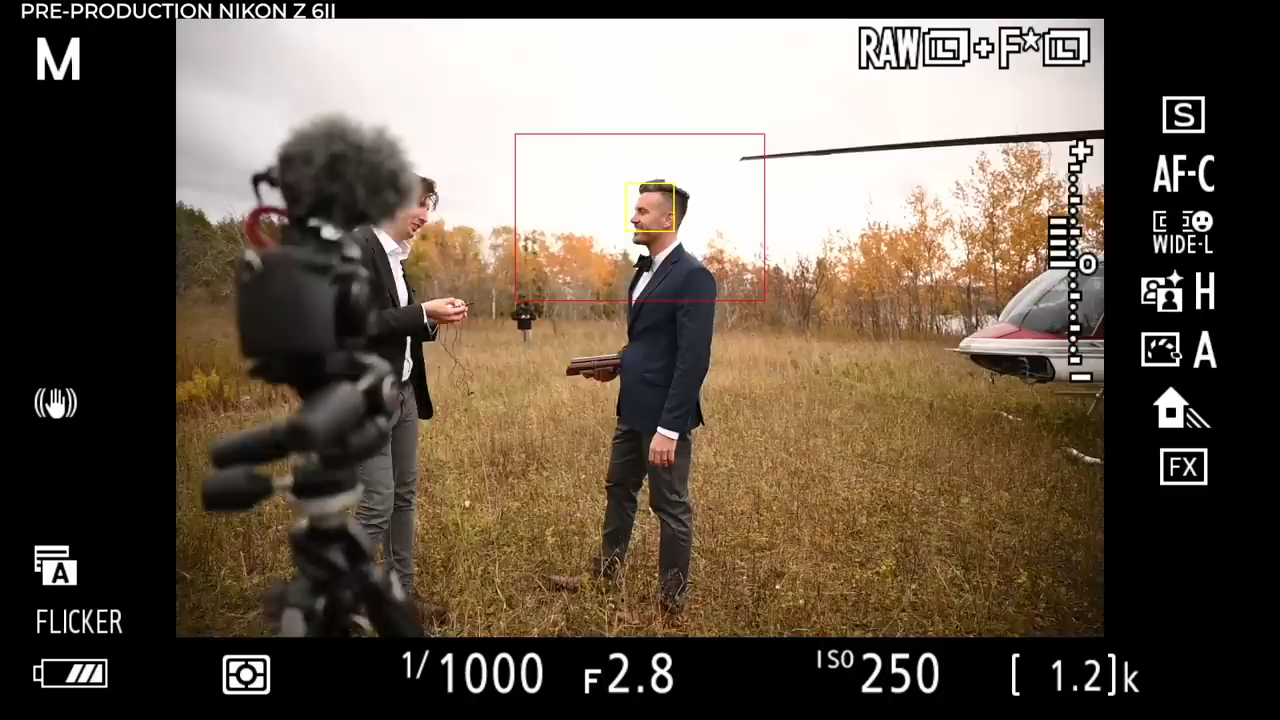 PRE-PRODUCTION NIKON Z 6II
M
RAW L + F★ L
S
AF-C
WIDE-L
H
A
FX
A
FLICKER
1/1000 F2.8 ISO 250 [1.2]k